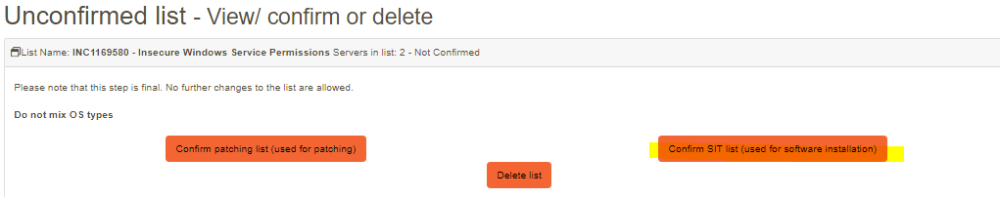 Unconfirmed list - View/ confirm or delete
List Name: INC1169580 - Insecure Windows Service Permissions Servers in list: 2 - Not Confirmed
Please note that this step is final. No further changes to the list are allowed.
Do not mix OS types
Confirm patching list (used for patching)
Confirm SIT list (used for software installation)
Delete list